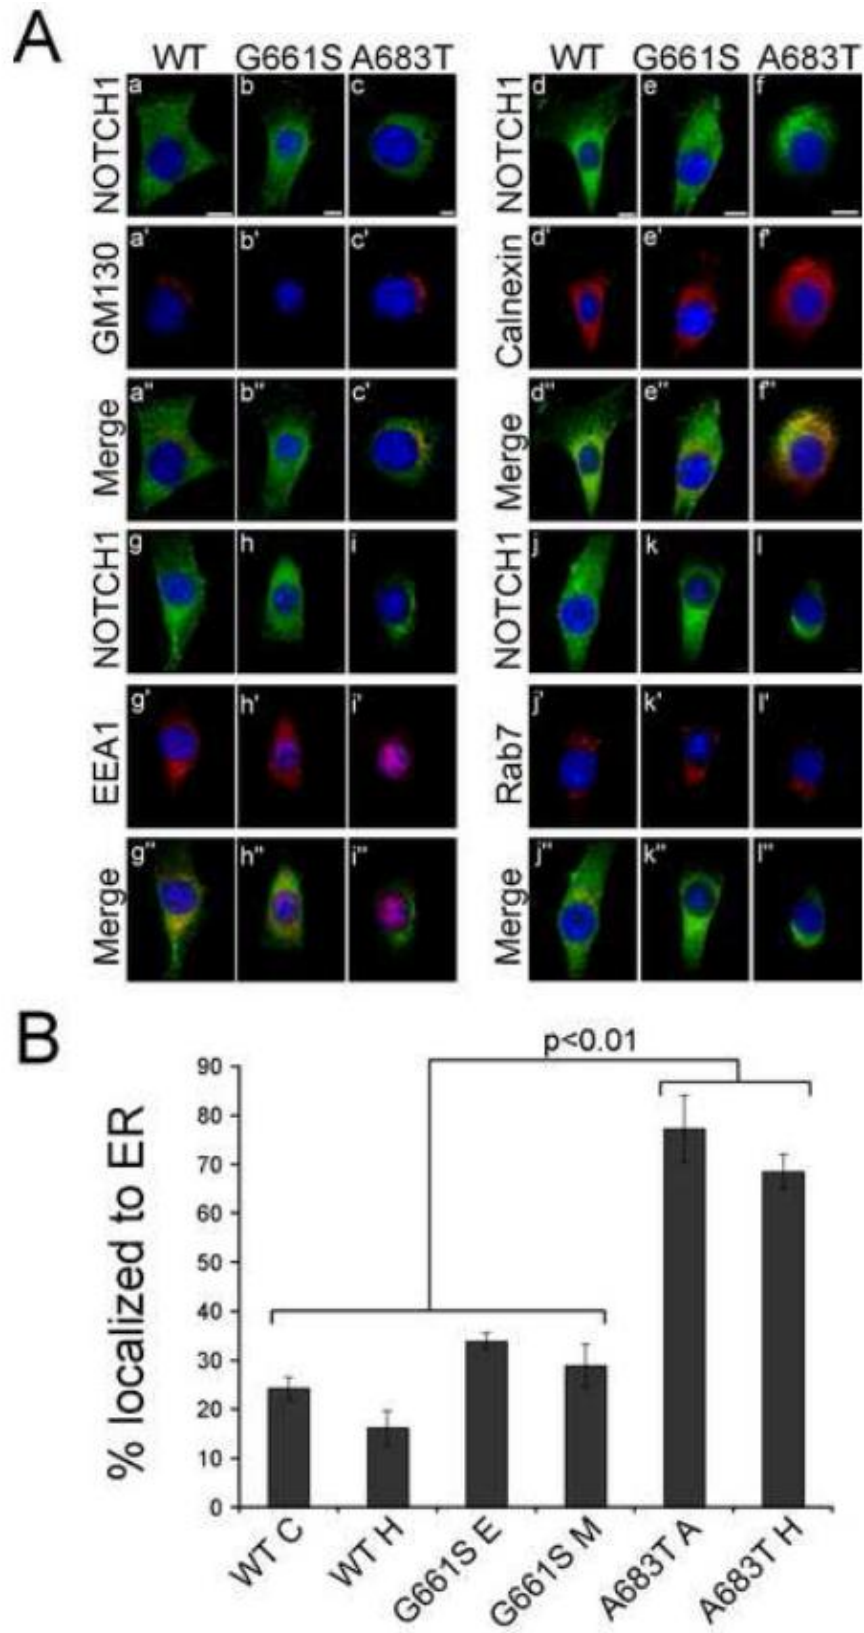 A
WT G661S A683T WT G661S A683T
NOTCH1 a b c NOTCH1 d e f
GM130 a' b' c' Calnexin d' e' f'
Merge a" b" c' Merge d" e" f"
NOTCH1 g h i NOTCH1 j k l
EEA1 g' h' i' Rab7 j' k' l'
Merge g" h" i" Merge j" k" l"
B
p<0.01
% localized to ER
90
80
70
60
50
40
30
20
10
0
WT C WT H G661S E G661S M A683T A A683T H